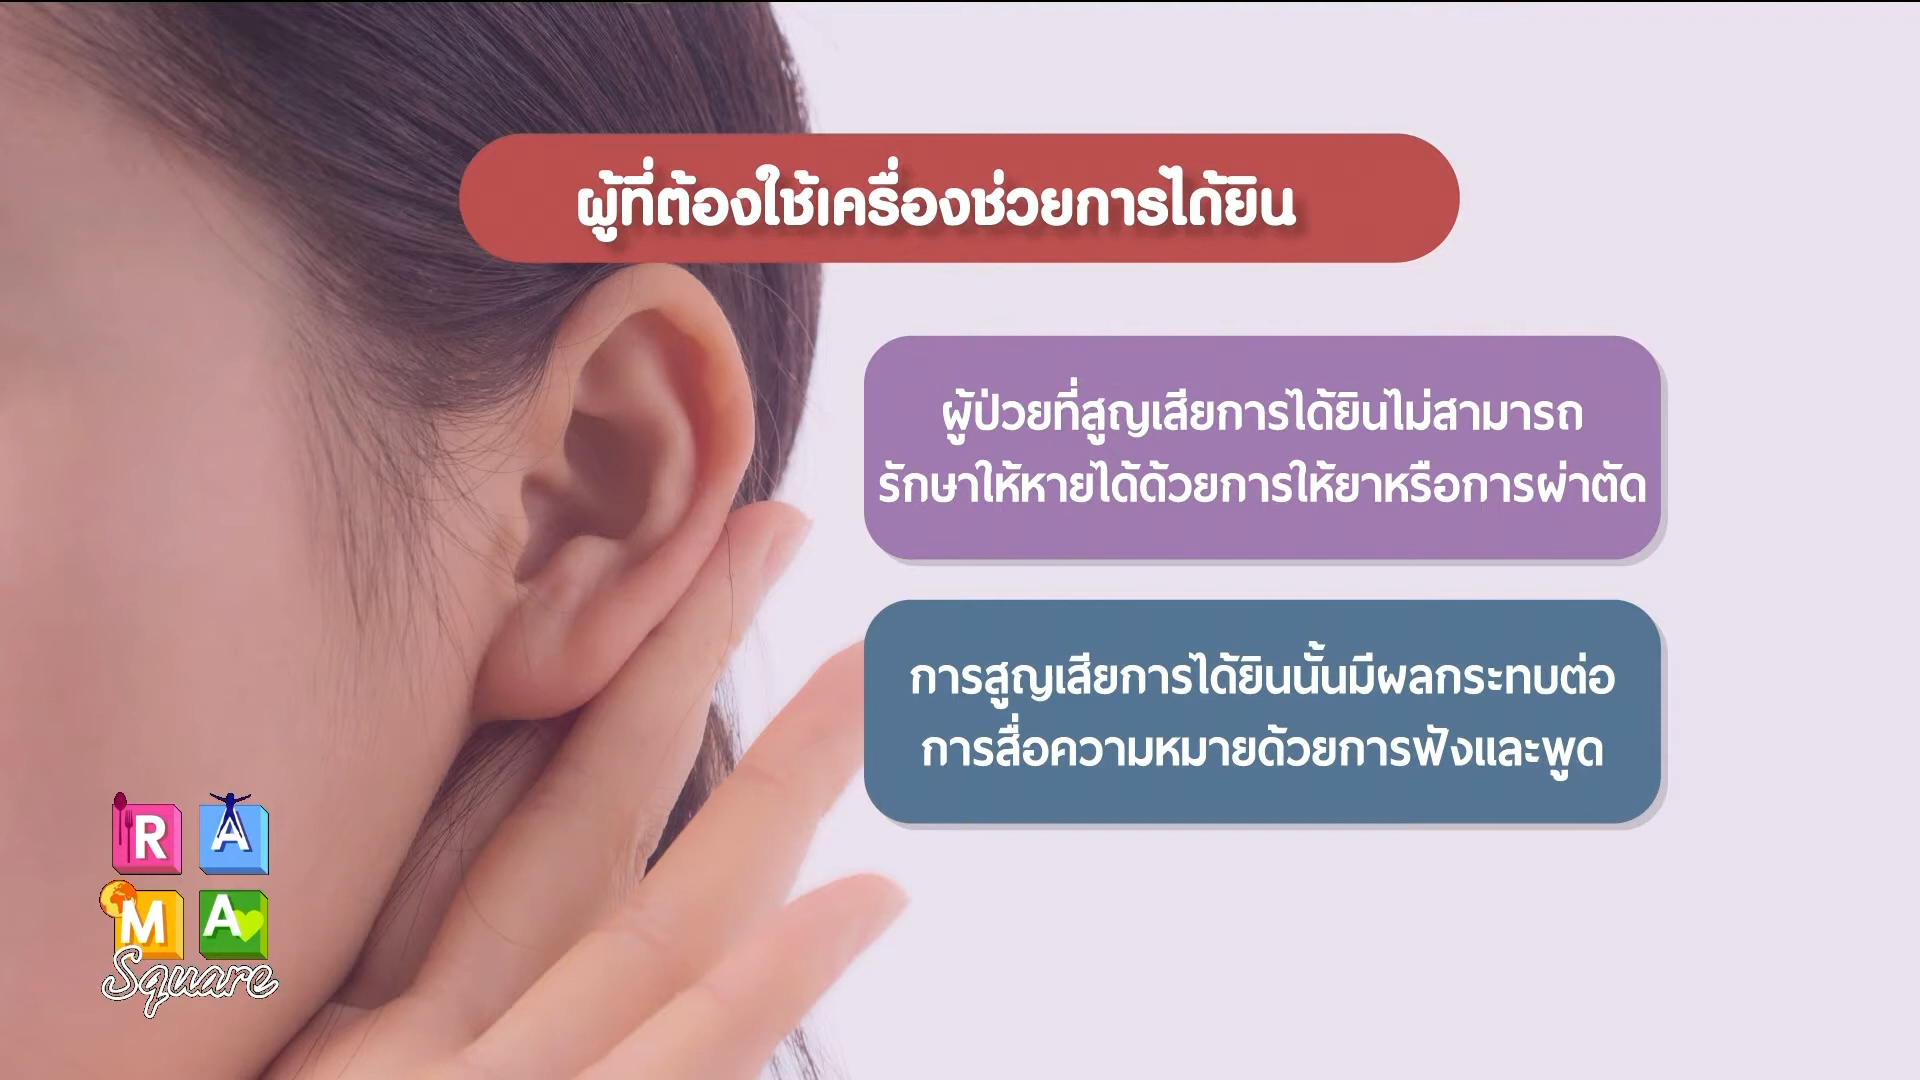 ผู้ที่ต้องใช้เครื่องช่วยการได้ยิน
ผู้ป่วยที่สูญเสียการได้ยินไม่สามารถ
รักษาให้หายได้ด้วยการให้ยาหรือการผ่าตัด
การสูญเสียการได้ยินนั้นมีผลกระทบต่อ
การสื่อความหมายด้วยการฟังและพูด
RA
MA
Square